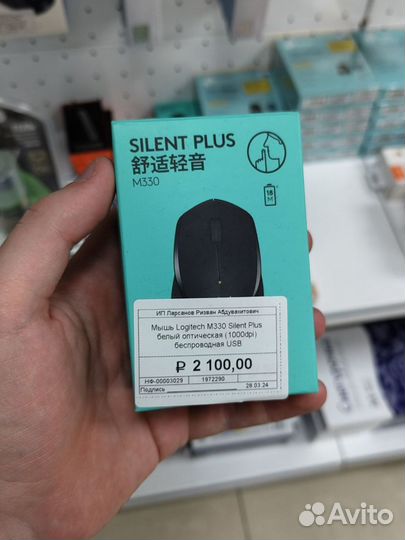 SILENT PLUS
舒适轻音
M330
18
M
ИП Ларсанов Ризван Абдувахитович
Мышь Logitech M330 Silent Plus
белый оптическая (1000dpi)
беспроводная USB
₽ 2 100,00
НФ-00003029 1972290
Подпись 28.03.24
Avito